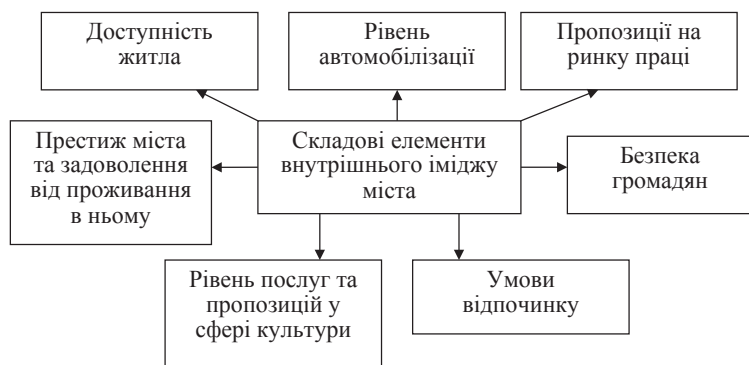 Доступність
житла
Рівень
автомобілізації
Пропозиції на
ринку праці
Престиж міста
та задоволення
від проживання
в ньому
Складові елементи
внутрішнього іміджу
міста
Безпека
громадян
Рівень послуг та
пропозицій у
сфері культури
Умови
відпочинку